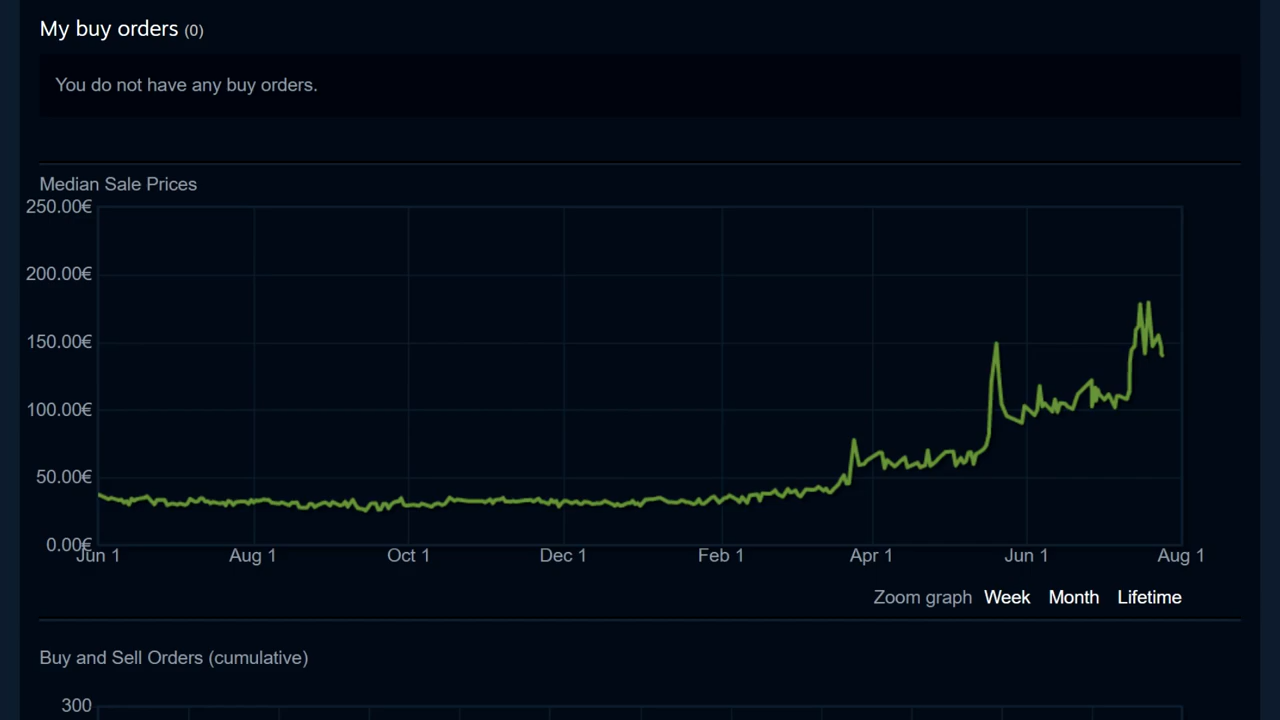 My buy orders (0)
You do not have any buy orders.
Median Sale Prices
250.00€
200.00€
150.00€
100.00€
50.00€
0.00€
Jun 1 Aug 1 Oct 1 Dec 1 Feb 1 Apr 1 Jun 1 Aug 1
Zoom graph Week Month Lifetime
Buy and Sell Orders (cumulative)
300